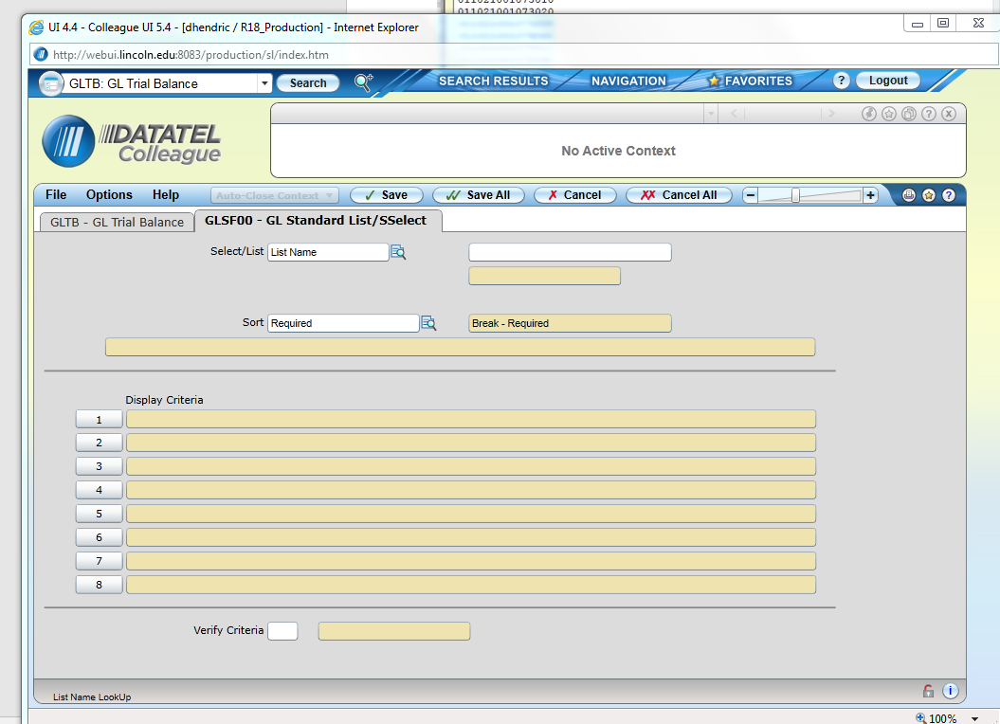 011021001073020
UI 4.4 - Colleague UI 5.4 - [dhendric / R18_Production] - Internet Explorer
http://webui.lincoln.edu:8083/production/sl/index.htm
GLTB: GL Trial Balance Search SEARCH RESULTS NAVIGATION FAVORITES ? Logout
DATATEL
Colleague
No Active Context
File Options Help Auto-Close Context Save Save All Cancel Cancel All
GLTB - GL Trial Balance GLSF00 - GL Standard List/SSelect
Select/List List Name
Sort Required Break - Required
Display Criteria
1
2
3
4
5
6
7
8
Verify Criteria
List Name LookUp
100%